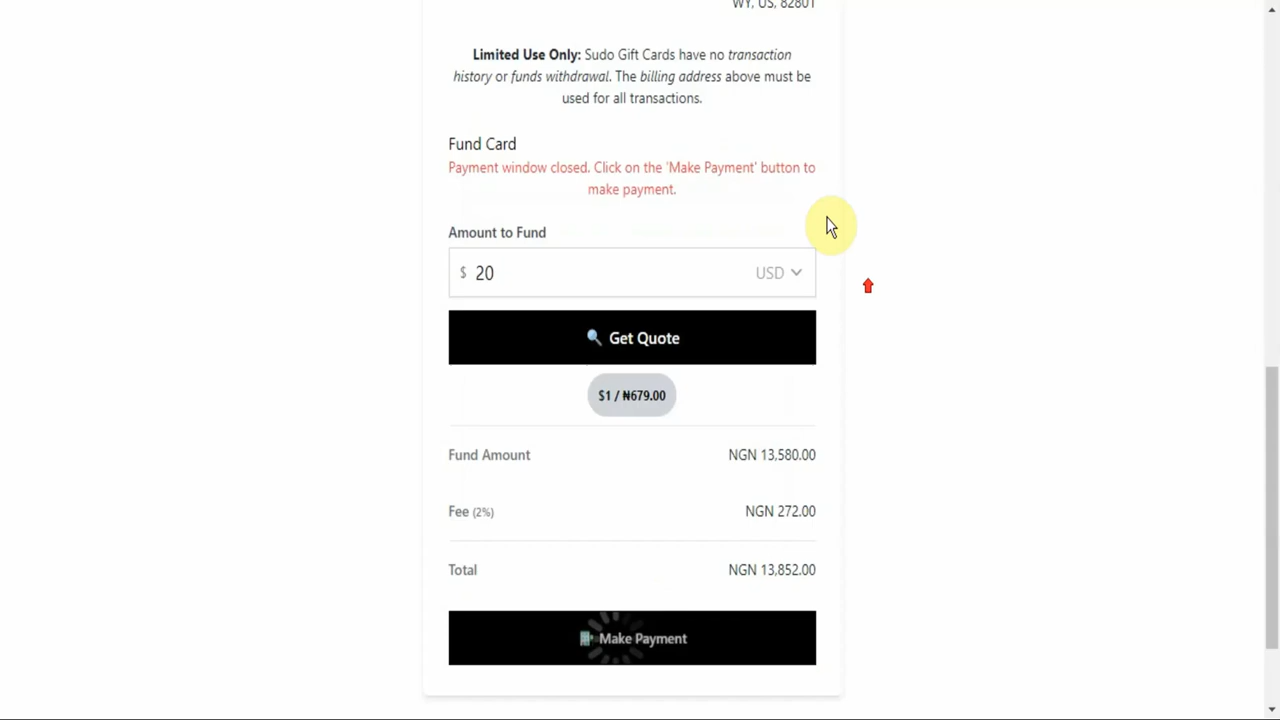 WY, US, 82801
Limited Use Only: Sudo Gift Cards have no transaction
history or funds withdrawal. The billing address above must be
used for all transactions.
Fund Card
Payment window closed. Click on the 'Make Payment' button to
make payment.
Amount to Fund
$ 20 USD
Get Quote
$1 / ₦679.00
Fund Amount NGN 13,580.00
Fee (2%) NGN 272.00
Total NGN 13,852.00
Make Payment